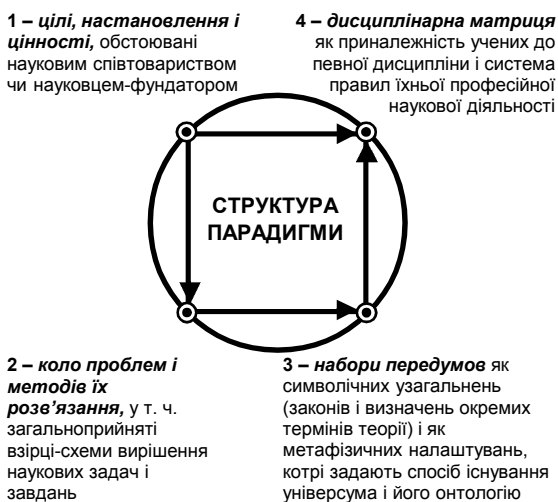 1 – цілі, настановлення і
цінності, обстоювані
науковим співтовариством
чи науковцем-фундатором
4 – дисциплінарна матриця
як приналежність учених до
певної дисципліни і система
правил їхньої професійної
наукової діяльності
СТРУКТУРА
ПАРАДИГМИ
2 – коло проблем і
методів їх
розв’язання, у т. ч.
загальноприйняті
взірці-схеми вирішення
наукових задач і
завдань
3 – набори передумов як
символічних узагальнень
(законів і визначень окремих
термінів теорії) і як
метафізичних налаштувань,
котрі задають спосіб існування
універсума і його онтологію